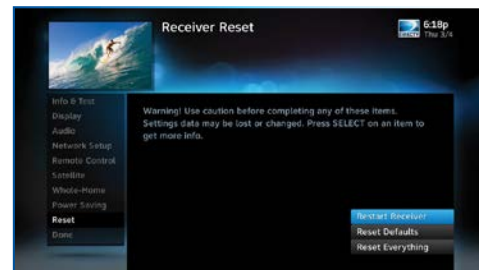 Receiver Reset
DIRECTV
6:18p
Thu 3/4
Info & Test
Display
Audio
Network Setup
Remote Control
Satellite
Whole-Home
Power Saving
Reset
Done
Warning! Use caution before completing any of these items.
Settings data may be lost or changed. Press SELECT on an item to
get more info.
Restart Receiver
Reset Defaults
Reset Everything